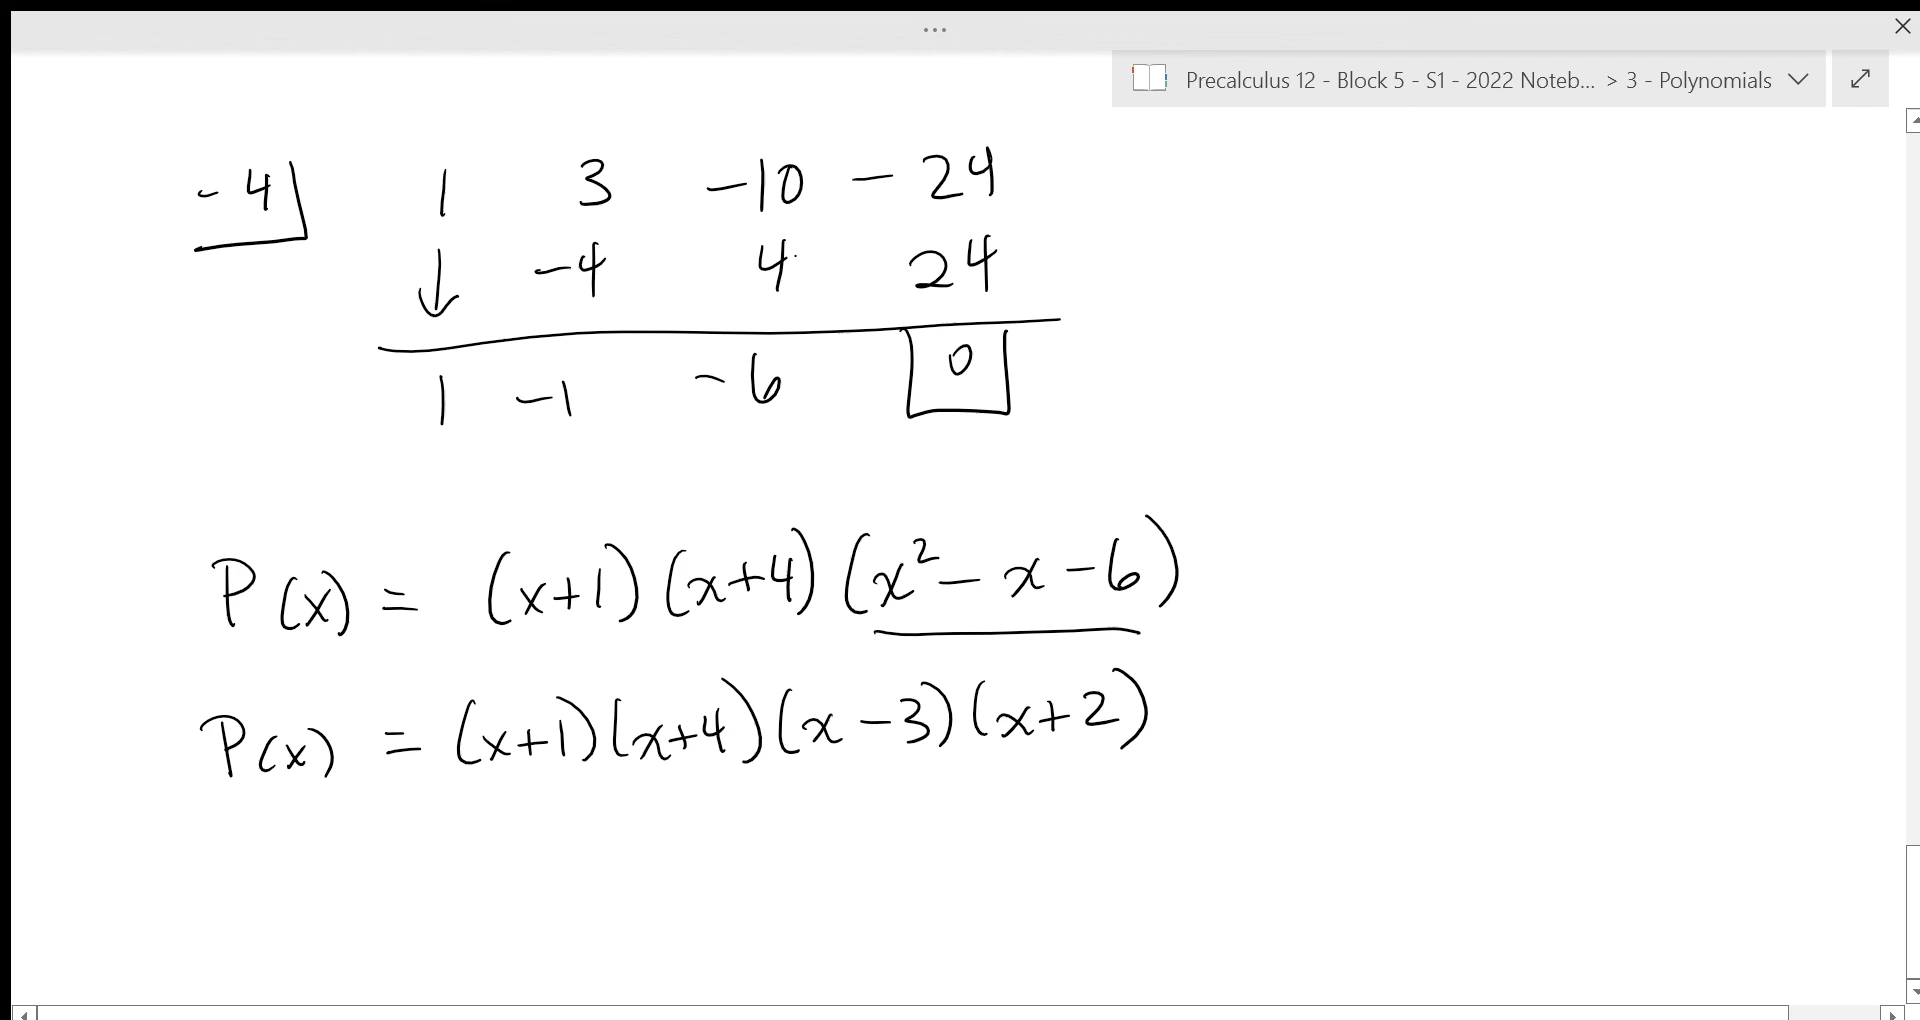 ...
Precalculus 12 - Block 5 - S1 - 2022 Noteb... > 3 - Polynomials
-4 1 3 -10 -24
↓ -4 4 24
1 -1 -6 0
P(x) = (x+1)(x+4)(x²-x-6)
P(x) = (x+1)(x+4)(x-3)(x+2)